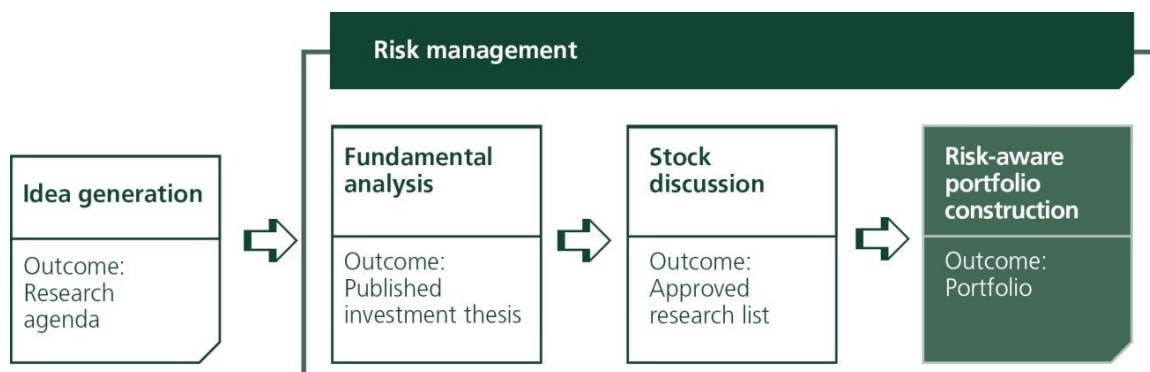 Risk management
Idea generation
Outcome:
Research
agenda
Fundamental
analysis
Outcome:
Published
investment thesis
Stock
discussion
Outcome:
Approved
research list
Risk-aware
portfolio
construction
Outcome:
Portfolio